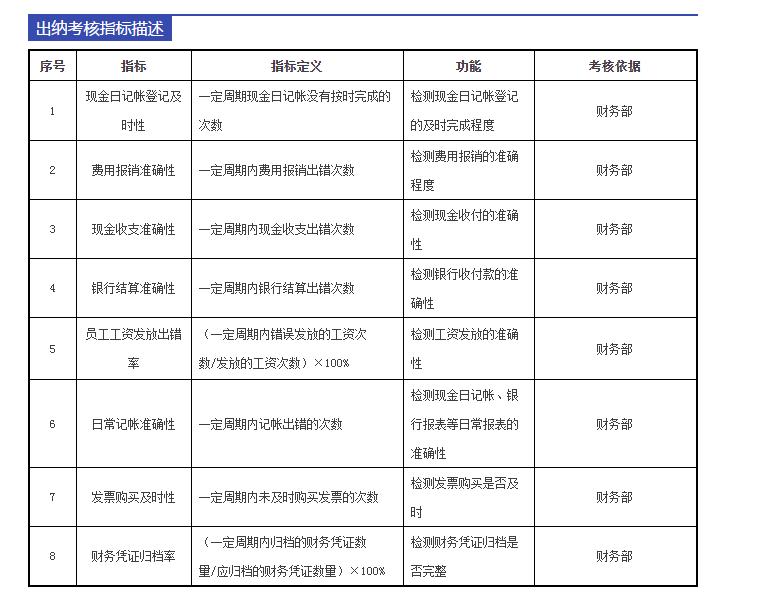 出纳考核指标描述
序号 指标 指标定义 功能 考核依据
1 现金日记帐登记及时性 一定周期现金日记帐没有按时完成的次数 检测现金日记帐登记的及时完成程度 财务部
2 费用报销准确性 一定周期内费用报销出错次数 检测费用报销的准确程度 财务部
3 现金收支准确性 一定周期内现金收支出错次数 检测现金收付的准确性 财务部
4 银行结算准确性 一定周期内银行结算出错次数 检测银行收付款的准确性 财务部
5 员工工资发放出错率 （一定周期内错误发放的工资次数/发放的工资次数）×100% 检测工资发放的准确性 财务部
6 日常记帐准确性 一定周期内记帐出错的次数 检测现金日记帐、银行报表等日常报表的准确性 财务部
7 发票购买及时性 一定周期内未及时购买发票的次数 检测发票购买是否及时 财务部
8 财务凭证归档率 （一定周期内归档的财务凭证数量/应归档的财务凭证数量）×100% 检测财务凭证归档是否完整 财务部